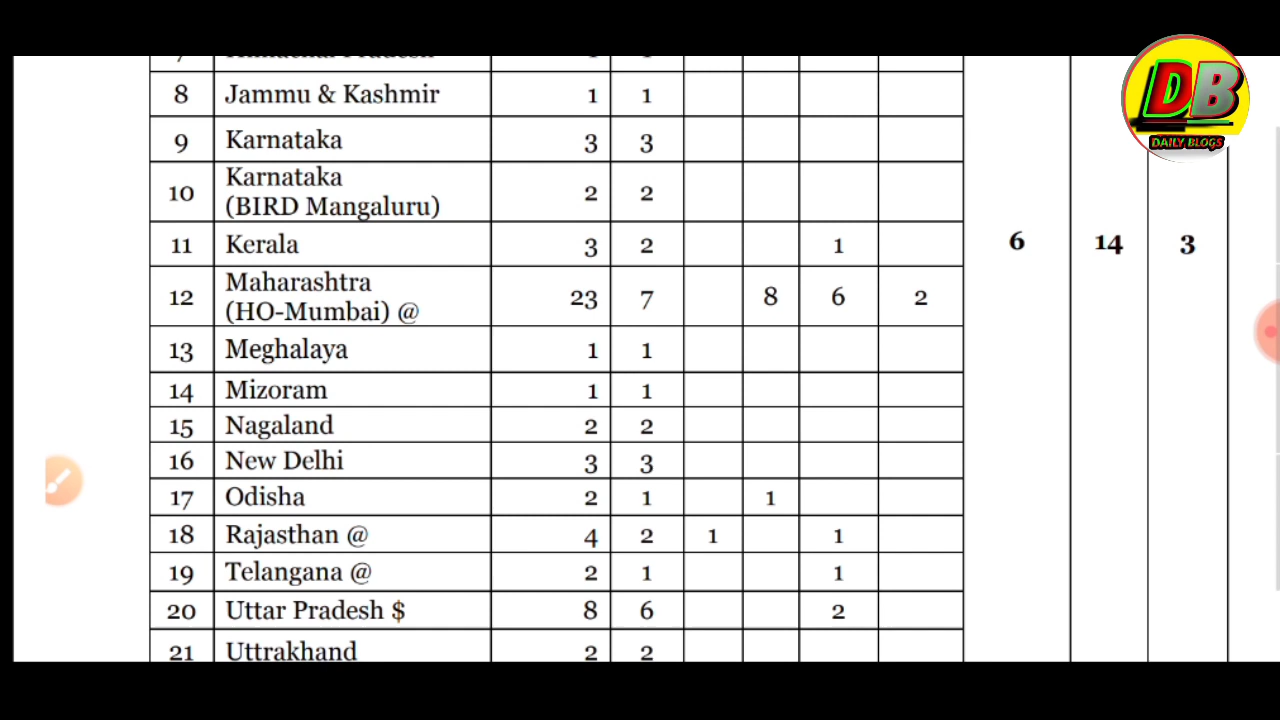 8 Jammu & Kashmir 1 1
9 Karnataka 3 3
10 Karnataka (BIRD Mangaluru) 2 2
11 Kerala 3 2 1 6 14 3
12 Maharashtra (HO-Mumbai) @ 23 7 8 6 2
13 Meghalaya 1 1
14 Mizoram 1 1
15 Nagaland 2 2
16 New Delhi 3 3
17 Odisha 2 1 1
18 Rajasthan @ 4 2 1 1
19 Telangana @ 2 1 1
20 Uttar Pradesh $ 8 6 2
21 Uttrakhand 2 2
DB
DAILY BLOGS